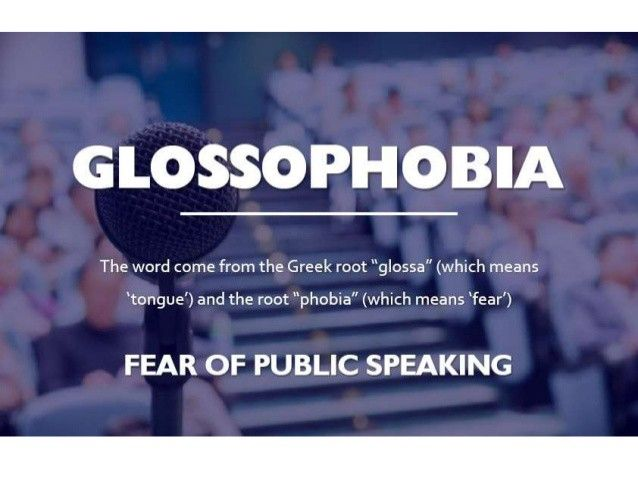 GLOSSOPHOBIA
The word come from the Greek root "glossa" (which means
'tongue') and the root "phobia" (which means 'fear')
FEAR OF PUBLIC SPEAKING